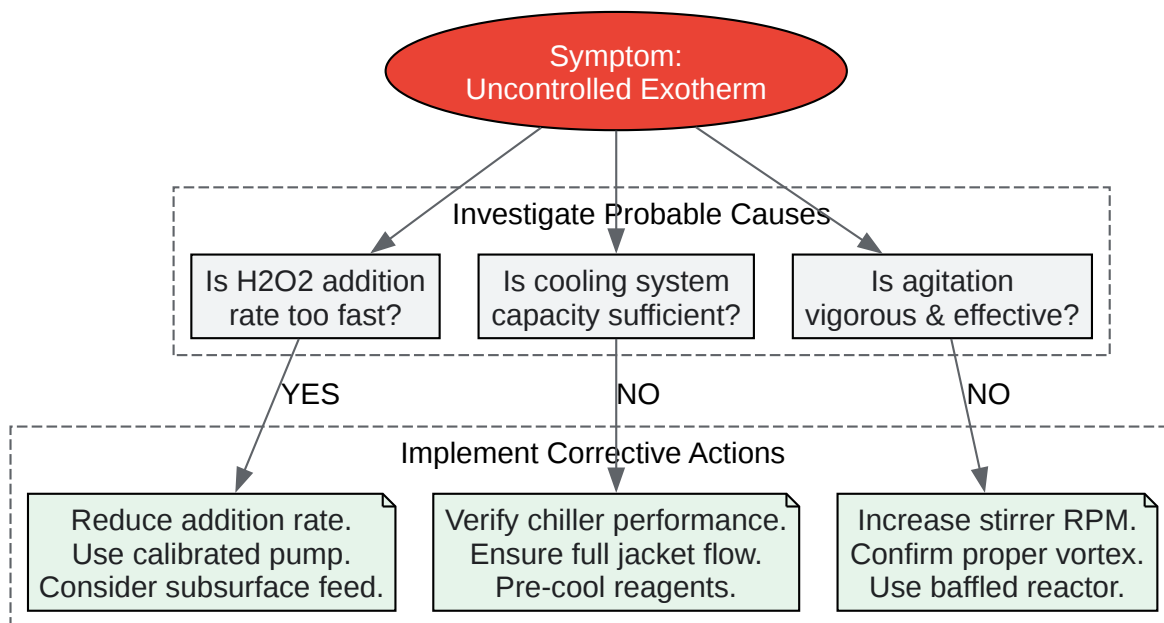 Symptom:
Uncontrolled Exotherm
Investigate Probable Causes
Is H2O2 addition
rate too fast?
Is cooling system
capacity sufficient?
Is agitation
vigorous & effective?
YES
NO
NO
Implement Corrective Actions
Reduce addition rate.
Use calibrated pump.
Consider subsurface feed.
Verify chiller performance.
Ensure full jacket flow.
Pre-cool reagents.
Increase stirrer RPM.
Confirm proper vortex.
Use baffled reactor.